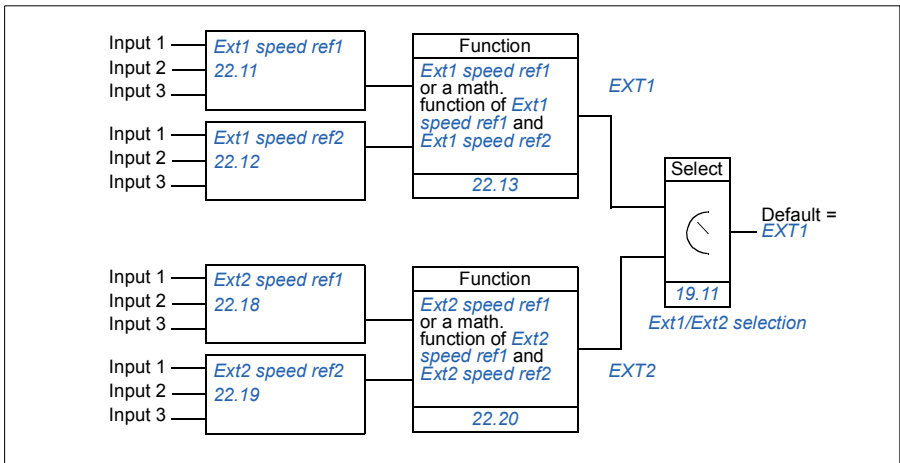 Input 1
Input 2
Input 3
Ext1 speed ref1
22.11
Input 1
Input 2
Input 3
Ext1 speed ref2
22.12
Function
Ext1 speed ref1
or a math.
function of Ext1
speed ref1 and
Ext1 speed ref2
22.13
EXT1
Select
Default =
EXT1
19.11
Ext1/Ext2 selection
Input 1
Input 2
Input 3
Ext2 speed ref1
22.18
Input 1
Input 2
Input 3
Ext2 speed ref2
22.19
Function
Ext2 speed ref1
or a math.
function of Ext2
speed ref1 and
Ext2 speed ref2
22.20
EXT2